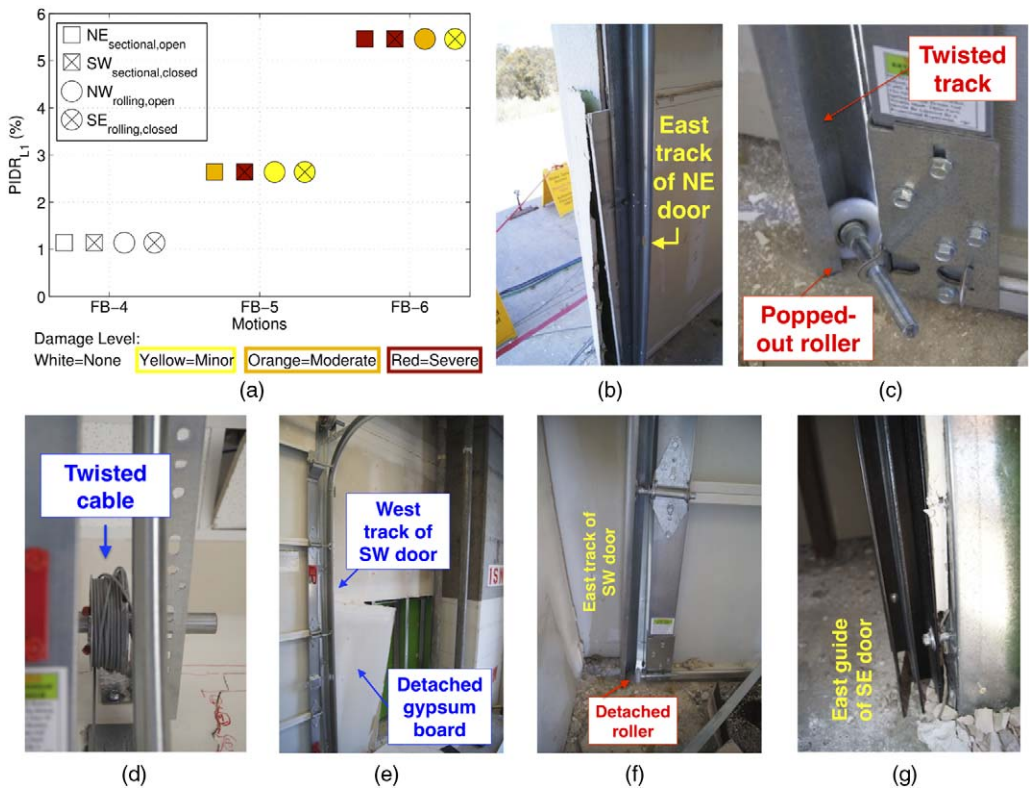 6
5
4
3
2
1
0
PIDR_L1 (%)
NE_sectional,open
SW_sectional,closed
NW_rolling,open
SE_rolling,closed
FB-4 FB-5 FB-6
Motions
Damage Level:
White=None Yellow=Minor Orange=Moderate Red=Severe
(a)
East
track
of NE
door
(b)
Twisted
track
Popped-
out roller
(c)
Twisted
cable
(d)
West
track of
SW door
ISM
Detached
gypsum
board
(e)
East track of
SW door
Detached
roller
(f)
East guide
of SE door
(g)